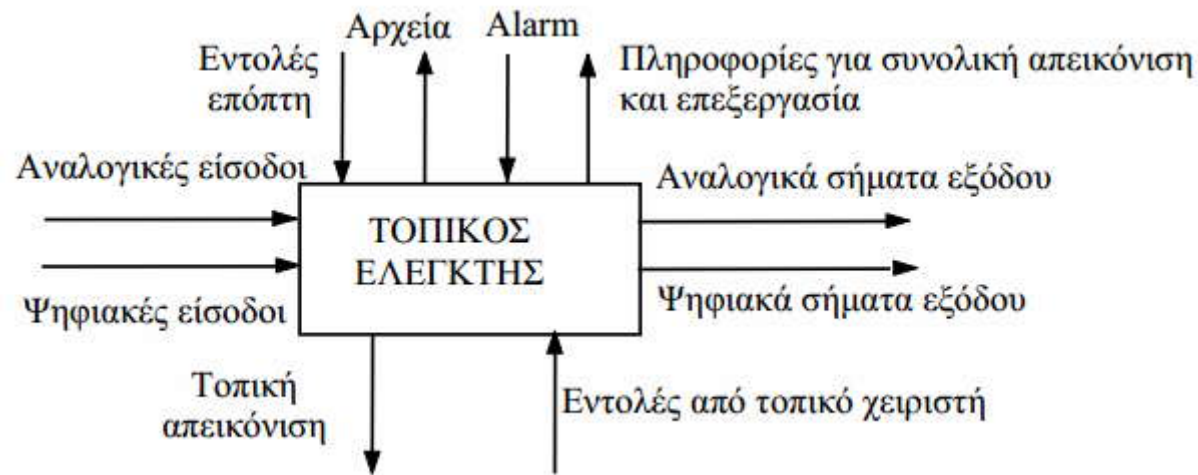 Αρχεία
Alarm
Εντολές
επόπτη
Πληροφορίες για συνολική απεικόνιση
και επεξεργασία
Αναλογικές είσοδοι
Αναλογικά σήματα εξόδου
ΤΟΠΙΚΟΣ
ΕΛΕΓΚΤΗΣ
Ψηφιακές είσοδοι
Ψηφιακά σήματα εξόδου
Τοπική
απεικόνιση
Εντολές από τοπικό χειριστή